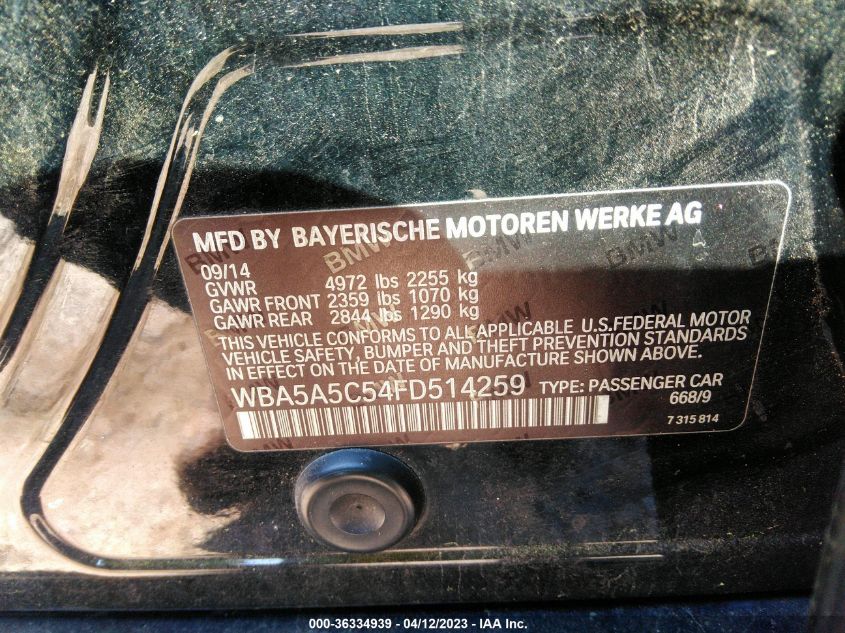 MFD BY BAYERISCHE MOTOREN WERKE AG
09/14
GVWR 4972 lbs 2255 kg
GAWR FRONT 2359 lbs 1070 kg
GAWR REAR 2844 lbs 1290 kg
THIS VEHICLE CONFORMS TO ALL APPLICABLE U.S.FEDERAL MOTOR
VEHICLE SAFETY, BUMPER AND THEFT PREVENTION STANDARDS
IN EFFECT ON THE DATE OF MANUFACTURE SHOWN ABOVE.
WBA5A5C54FD514259 TYPE: PASSENGER CAR
668/9
7 315 814
000-36334939 - 04/12/2023 - IAA Inc.